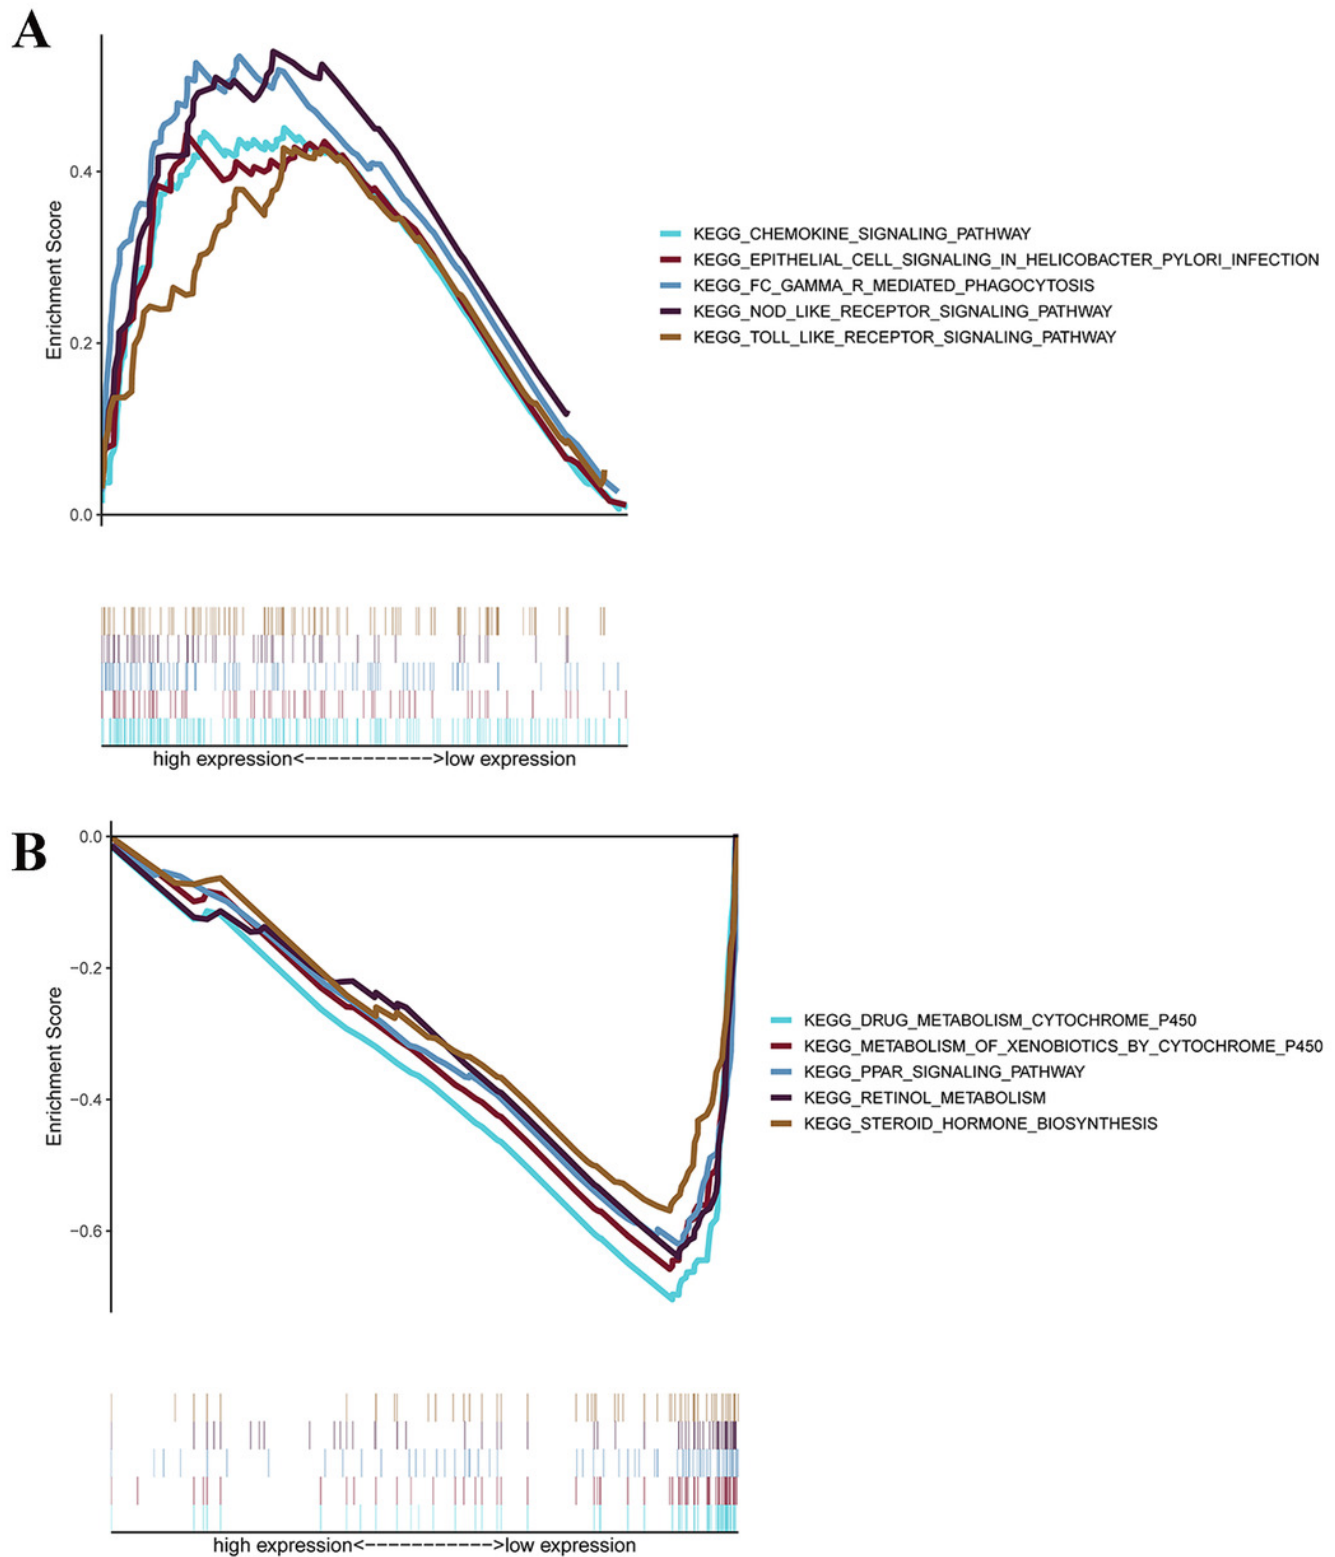 A
0.4
0.2
0.0
Enrichment Score
KEGG_CHEMOKINE_SIGNALING_PATHWAY
KEGG_EPITHELIAL_CELL_SIGNALING_IN_HELICOBACTER_PYLORI_INFECTION
KEGG_FC_GAMMA_R_MEDIATED_PHAGOCYTOSIS
KEGG_NOD_LIKE_RECEPTOR_SIGNALING_PATHWAY
KEGG_TOLL_LIKE_RECEPTOR_SIGNALING_PATHWAY
high expression<------------->low expression
B
0.0
−0.2
−0.4
−0.6
Enrichment Score
KEGG_DRUG_METABOLISM_CYTOCHROME_P450
KEGG_METABOLISM_OF_XENOBIOTICS_BY_CYTOCHROME_P450
KEGG_PPAR_SIGNALING_PATHWAY
KEGG_RETINOL_METABOLISM
KEGG_STEROID_HORMONE_BIOSYNTHESIS
high expression<------------->low expression